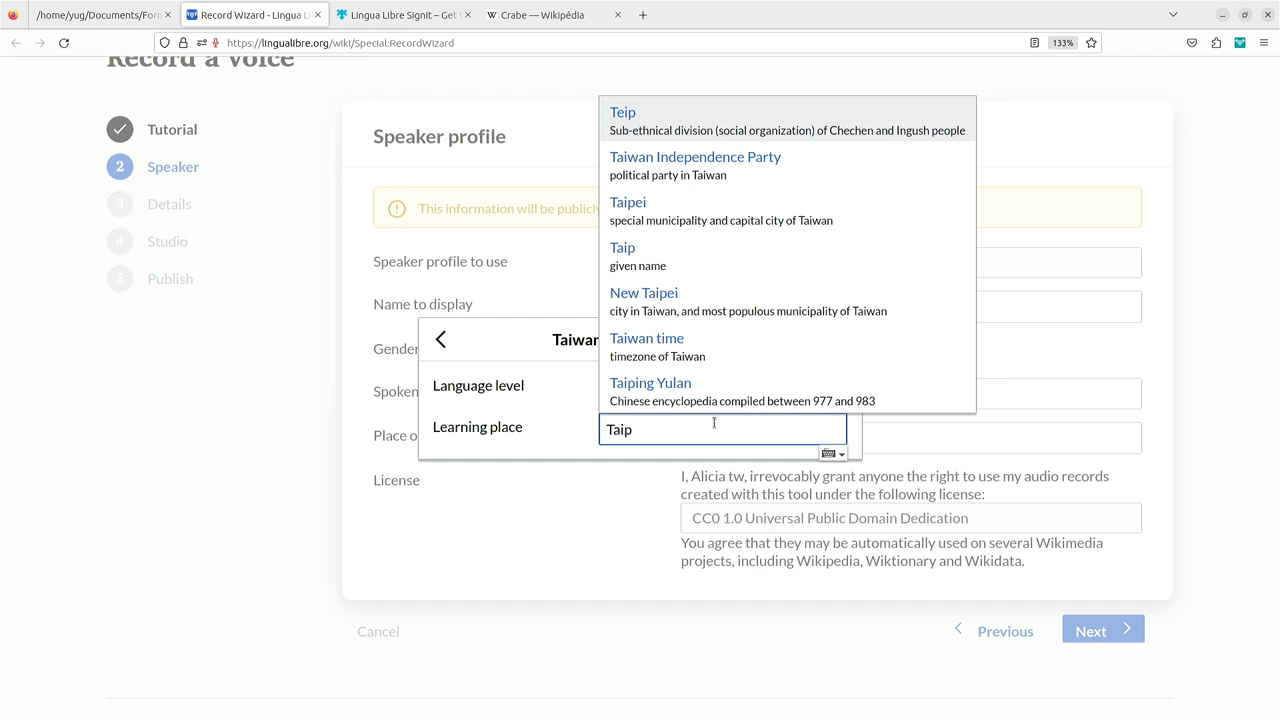 /home/yug/Documents/For
Record Wizard - Lingua L
Lingua Libre SignIt – Get
Crabe — Wikipédia
https://lingualibre.org/wiki/Special:RecordWizard
133%
Record a voice
Tutorial
2 Speaker
3 Details
4 Studio
5 Publish
Speaker profile
This information will be publicly
Speaker profile to use
Name to display
Gender
Spoken
Place o
License
Taiwan
Language level
Learning place
Teip
Sub-ethnical division (social organization) of Chechen and Ingush people
Taiwan Independence Party
political party in Taiwan
Taipei
special municipality and capital city of Taiwan
Taip
given name
New Taipei
city in Taiwan, and most populous municipality of Taiwan
Taiwan time
timezone of Taiwan
Taiping Yulan
Chinese encyclopedia compiled between 977 and 983
Taip
I, Alicia tw, irrevocably grant anyone the right to use my audio records
created with this tool under the following license:
CC0 1.0 Universal Public Domain Dedication
You agree that they may be automatically used on several Wikimedia
projects, including Wikipedia, Wiktionary and Wikidata.
Cancel
Previous
Next